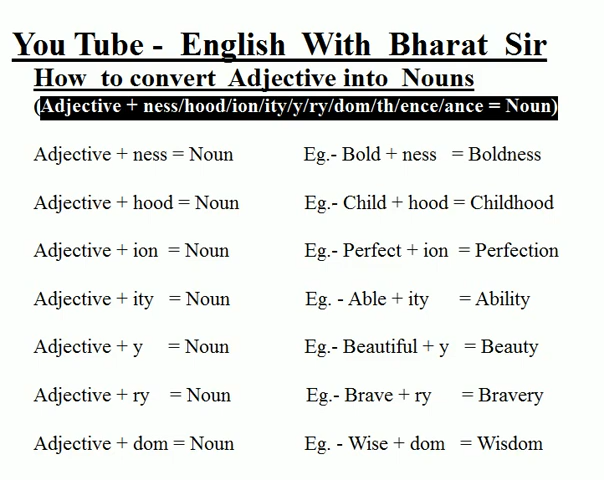 You Tube - English With Bharat Sir
How to convert Adjective into Nouns
(Adjective + ness/hood/ion/ity/y/ry/dom/th/ence/ance = Noun)
Adjective + ness = Noun Eg.- Bold + ness = Boldness
Adjective + hood = Noun Eg.- Child + hood = Childhood
Adjective + ion = Noun Eg.- Perfect + ion = Perfection
Adjective + ity = Noun Eg. - Able + ity = Ability
Adjective + y = Noun Eg.- Beautiful + y = Beauty
Adjective + ry = Noun Eg.- Brave + ry = Bravery
Adjective + dom = Noun Eg. - Wise + dom = Wisdom